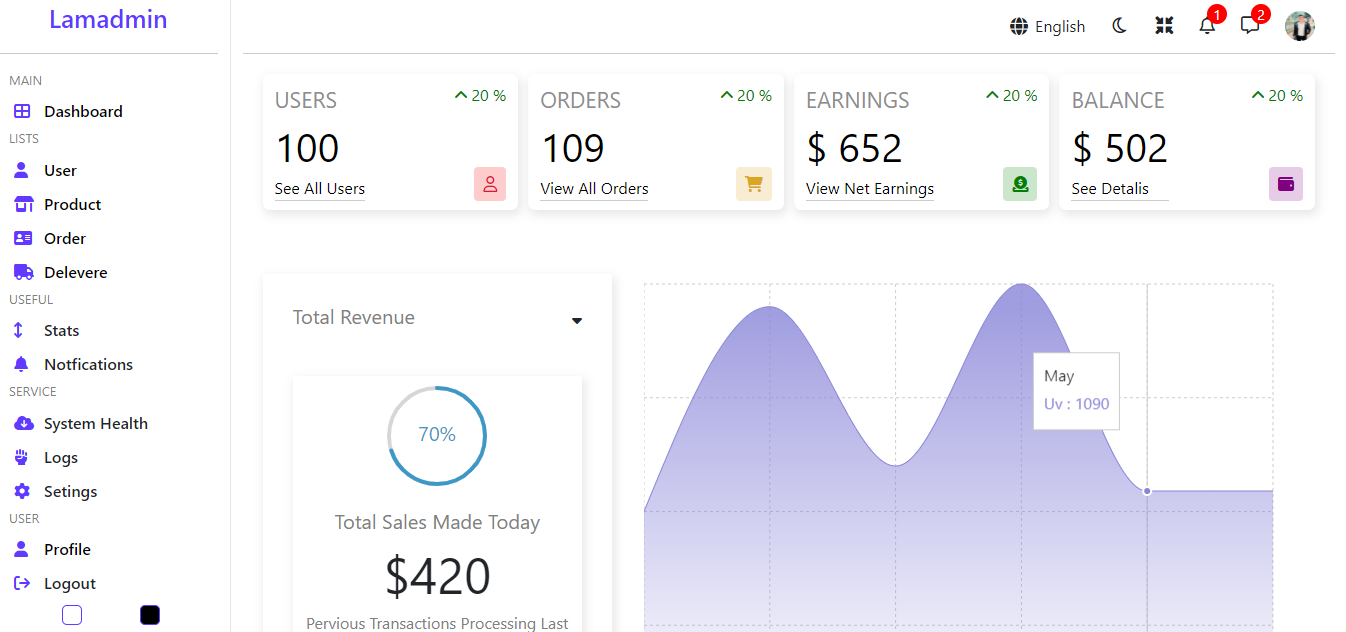 Lamadmin
English
1
2
MAIN
Dashboard
LISTS
User
Product
Order
Delevere
USEFUL
Stats
Notfications
SERVICE
System Health
Logs
Setings
USER
Profile
Logout
USERS
20 %
100
See All Users
ORDERS
20 %
109
View All Orders
EARNINGS
20 %
$ 652
View Net Earnings
BALANCE
20 %
$ 502
See Detalis
Total Revenue
70%
Total Sales Made Today
$420
Pervious Transactions Processing Last
May
Uv : 1090